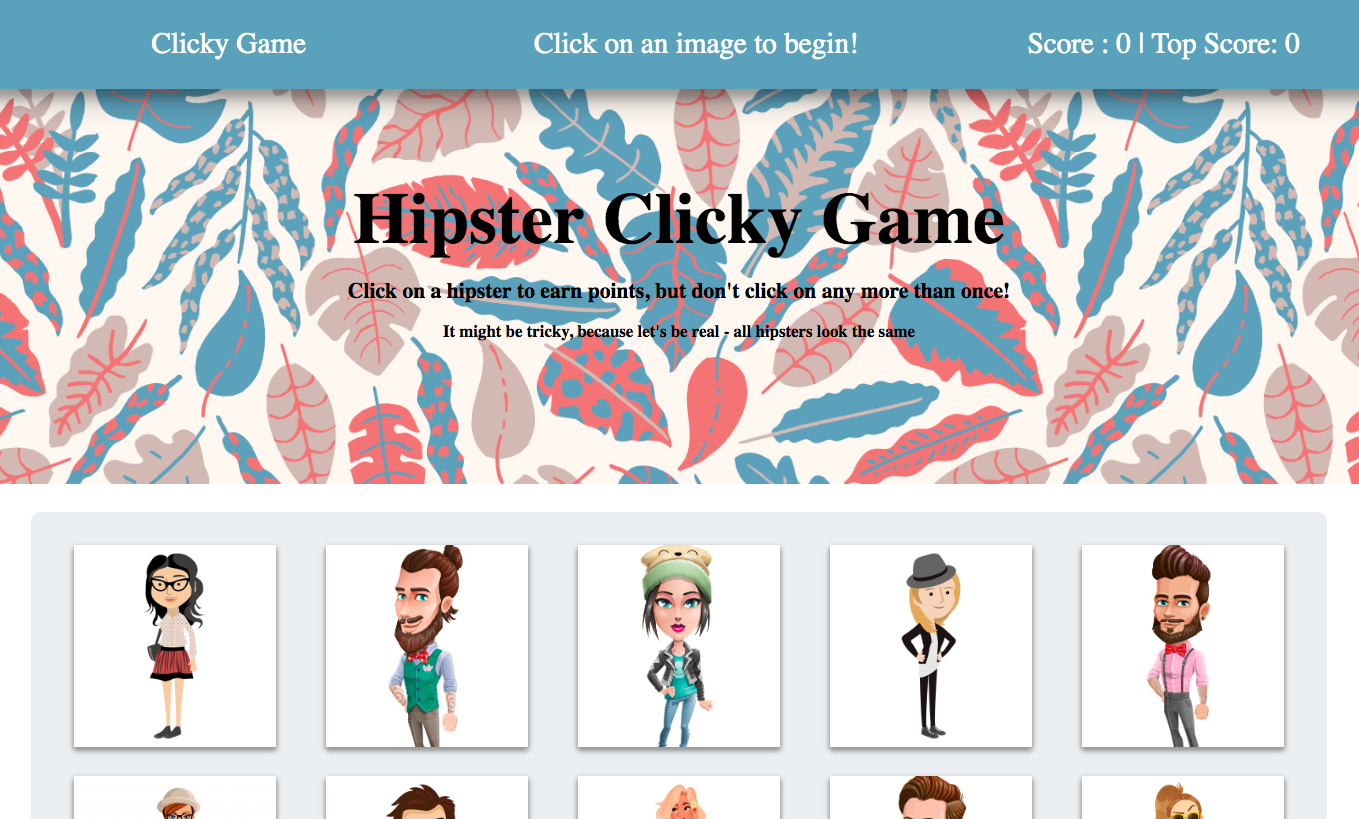 Clicky Game
Click on an image to begin!
Score : 0 | Top Score: 0
Hipster Clicky Game
Click on a hipster to earn points, but don't click on any more than once!
It might be tricky, because let's be real - all hipsters look the same